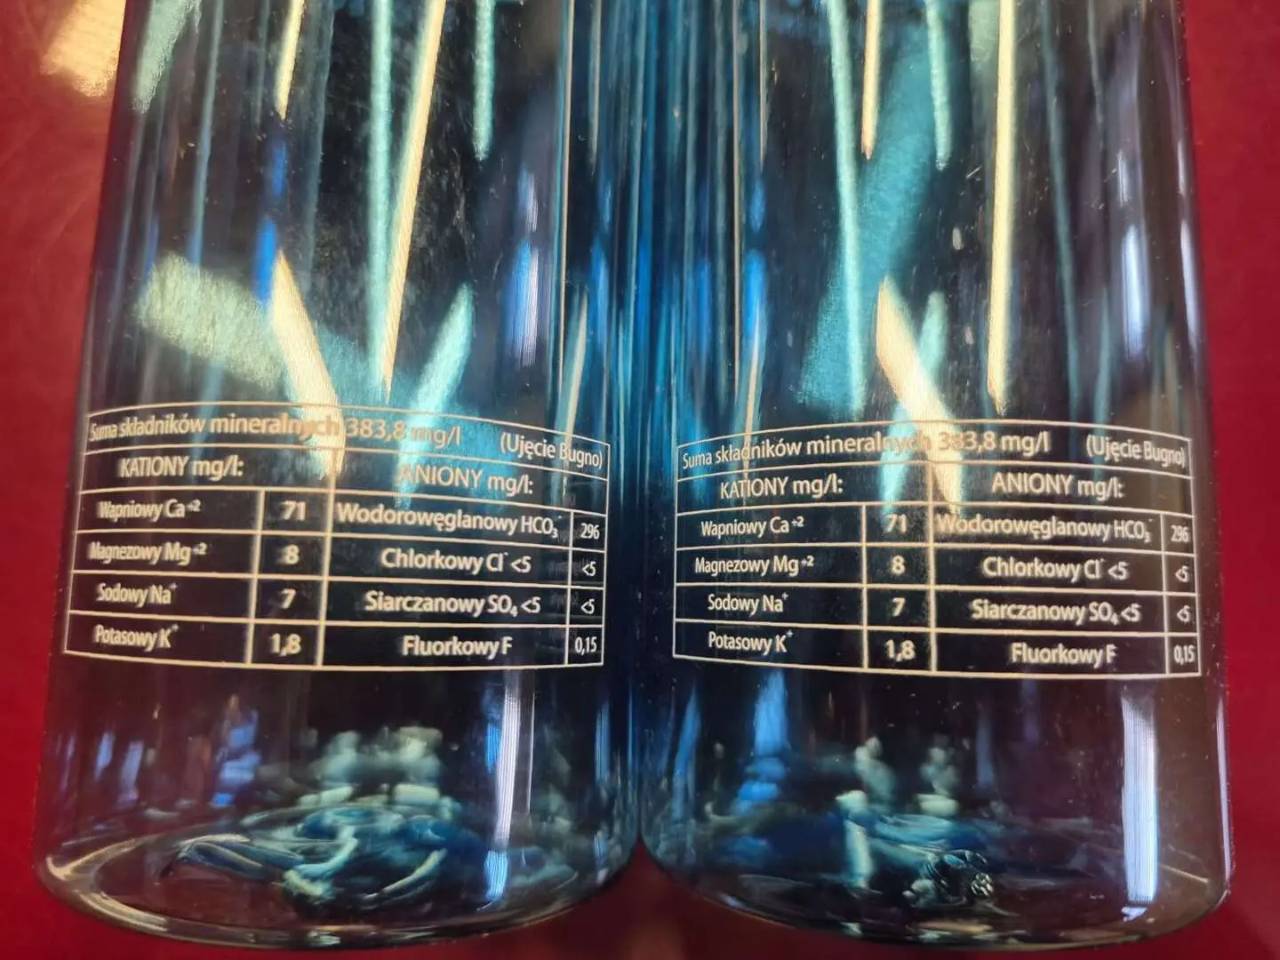 Suma składników mineralnych 383,8 mg/l (Ujęcie Bugno)
KATIONY mg/l: ANIONY mg/l:
Wapniowy Ca+2 71 Wodorowęglanowy HCO3- 296
Magnezowy Mg+2 8 Chlorkowy Cl- <5 <5
Sodowy Na+ 7 Siarczanowy SO4 <5 <5
Potasowy K+ 1,8 Fluorkowy F 0,15
Suma składników mineralnych 383,8 mg/l (Ujęcie Bugno)
KATIONY mg/l: ANIONY mg/l:
Wapniowy Ca+2 71 Wodorowęglanowy HCO3- 296
Magnezowy Mg+2 8 Chlorkowy Cl- <5 <5
Sodowy Na+ 7 Siarczanowy SO4 <5 <5
Potasowy K+ 1,8 Fluorkowy F 0,15